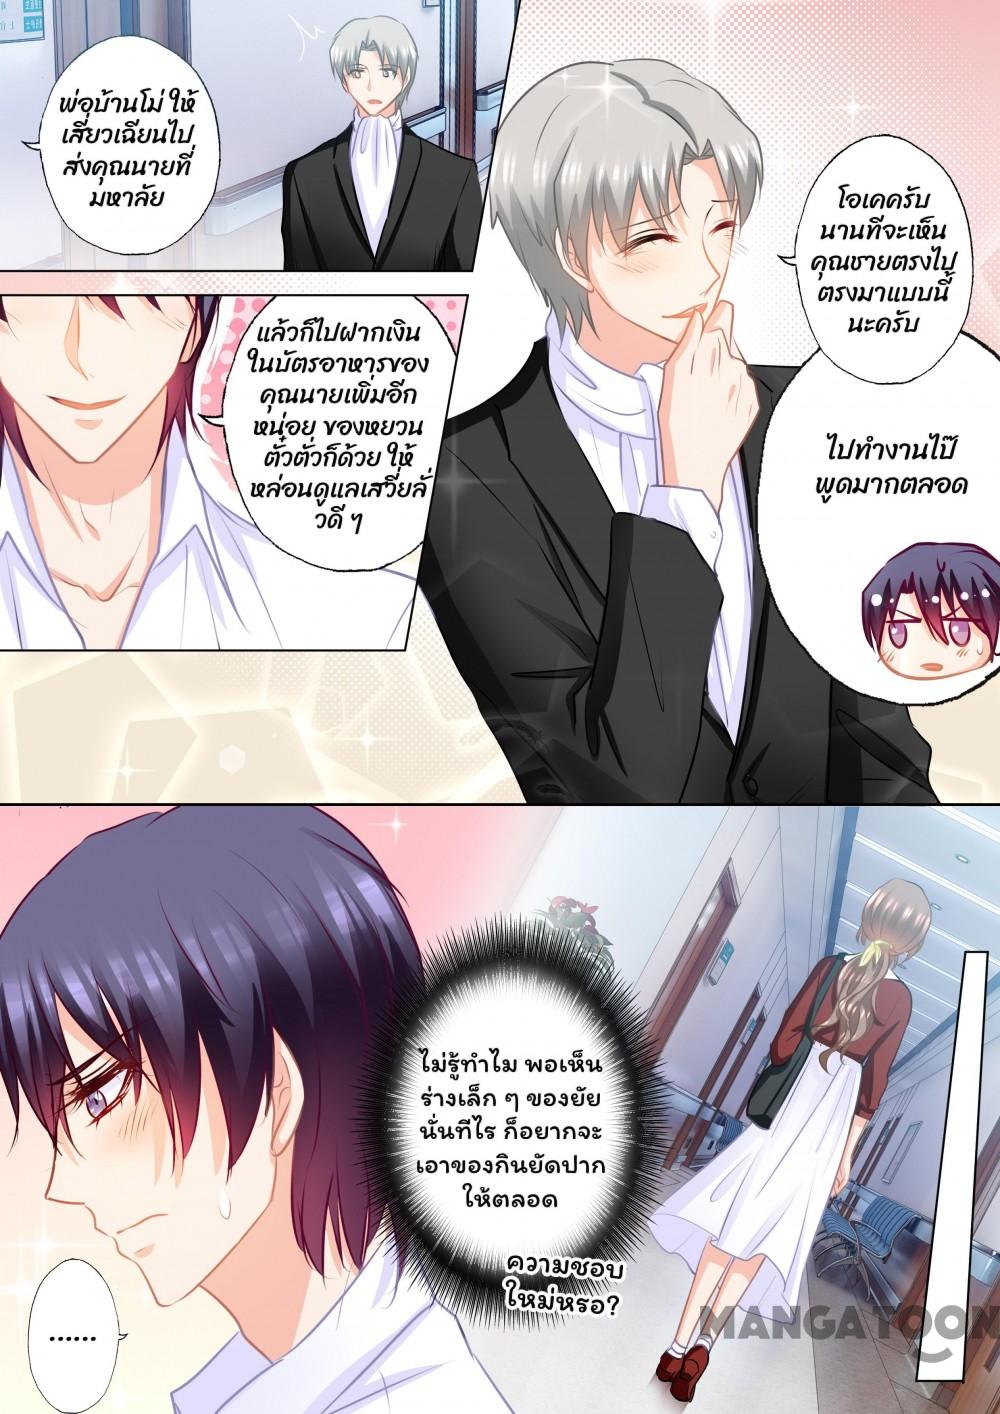 พ่อบ้านโม่ ให้
เสี่ยวเฉียนไป
ส่งคุณนายที่
มหาลัย
โอเคครับ
นานทีจะเห็น
คุณชายตรงไป
ตรงมาแบบนี้
นะครับ
แล้วก็ไปฝากเงิน
ในบัตรอาหารของ
คุณนายเพิ่มอีก
หน่อย ของหยวน
ตั๋วตั่วก็ด้วย ให้
หล่อนดูแลเสวี่ยลั่
วดี ๆ
ไปทำงานไป๊
พูดมากตลอด
ไม่รู้ทำไม พอเห็น
ร่างเล็ก ๆ ของยัย
นั่นทีไร ก็อยากจะ
เอาของกินยัดปาก
ให้ตลอด
ความชอบ
ใหม่หรอ?
......
MANGATOON